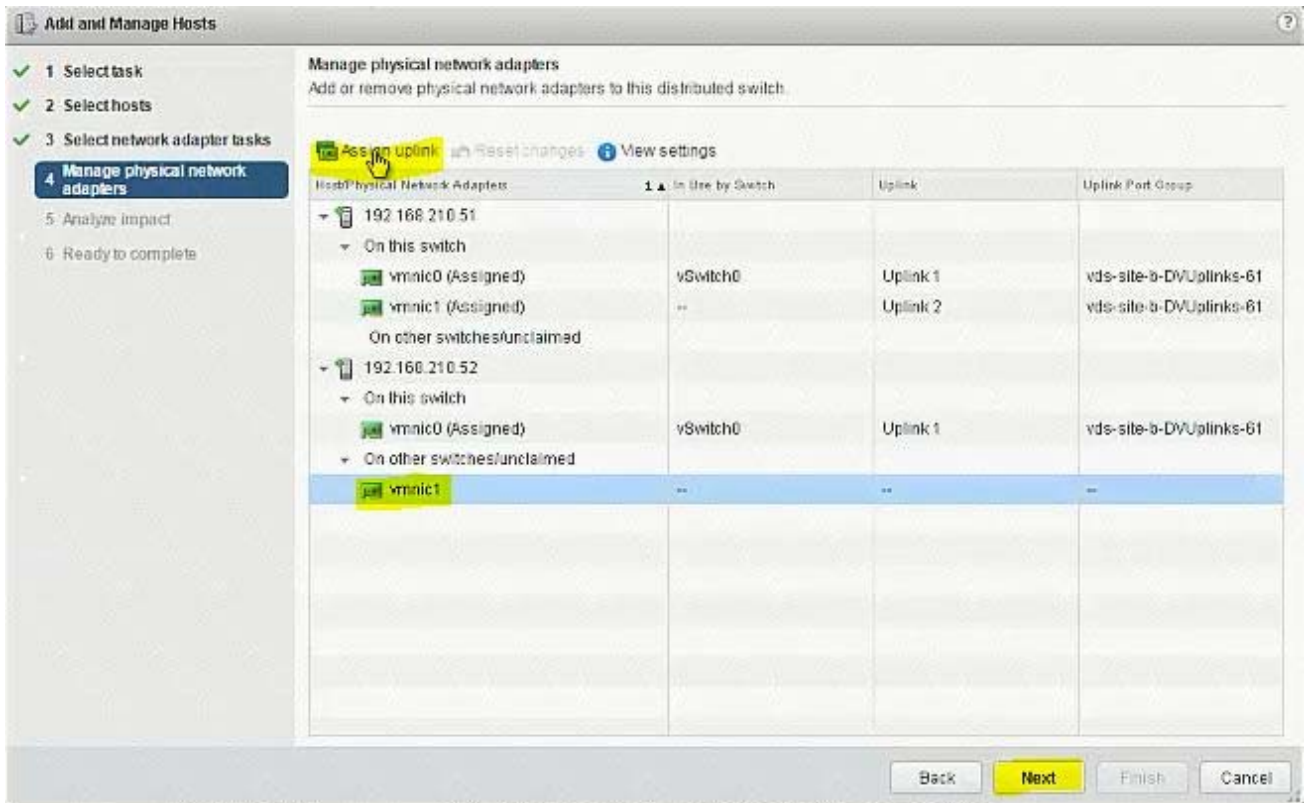 Add and Manage Hosts
?
1 Select task
2 Select hosts
3 Select network adapter tasks
4 Manage physical network adapters
5 Analyze impact
6 Ready to complete
Manage physical network adapters
Add or remove physical network adapters to this distributed switch.
Assign uplink Reset changes View settings
Host/Physical Network Adapters 1 ▲ In Use by Switch Uplink Uplink Port Group
192.168.210.51
On this switch
vmnic0 (Assigned) vSwitch0 Uplink 1 vds-site-b-DVUplinks-61
vmnic1 (Assigned) -- Uplink 2 vds-site-b-DVUplinks-61
On other switches/unclaimed
192.168.210.52
On this switch
vmnic0 (Assigned) vSwitch0 Uplink 1 vds-site-b-DVUplinks-61
On other switches/unclaimed
vmnic1 -- -- --
Back Next Finish Cancel